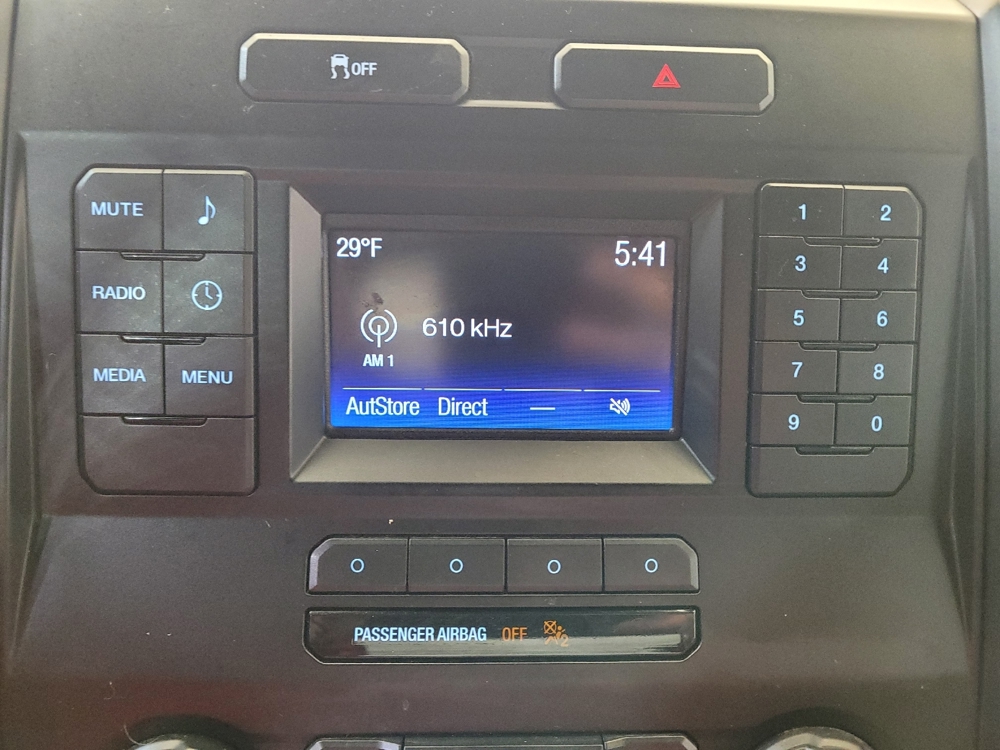 OFF
MUTE
RADIO
MEDIA MENU
29°F 5:41
610 kHz
AM 1
AutStore Direct —
1 2
3 4
5 6
7 8
9 0
PASSENGER AIRBAG OFF 2